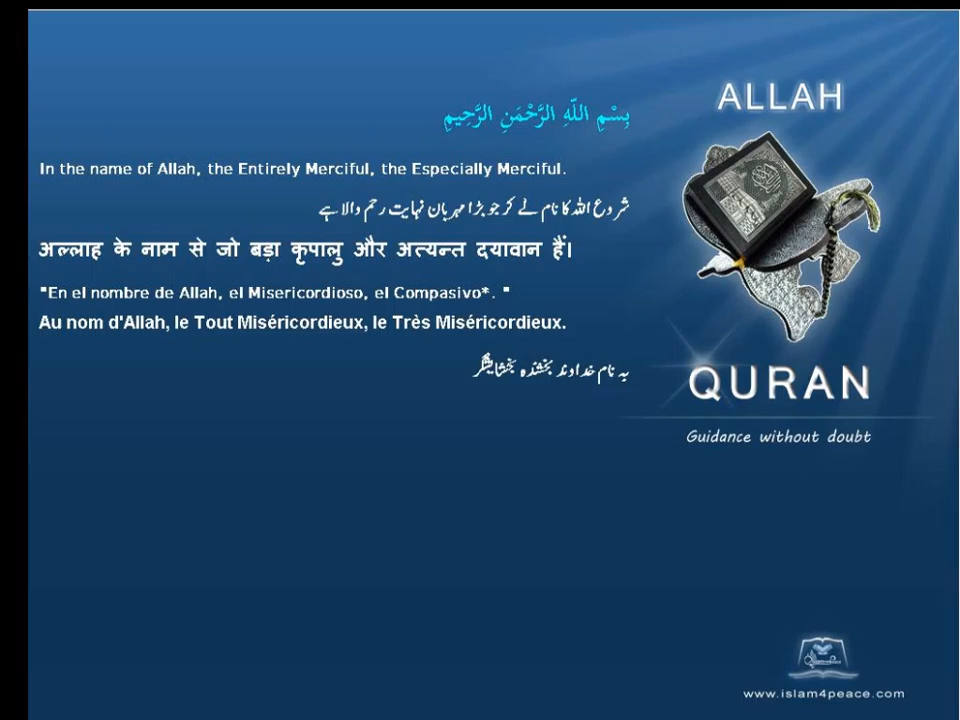 بِسْمِ اللَّهِ الرَّحْمَنِ الرَّحِيمِ
In the name of Allah, the Entirely Merciful, the Especially Merciful.
شروع الله کا نام لے کر جو بڑا مہربان نہایت رحم والا ہے
अल्लाह के नाम से जो बड़ा कृपालु और अत्यन्त दयावान हैं।
"En el nombre de Allah, el Misericordioso, el Compasivo*. "
Au nom d'Allah, le Tout Miséricordieux, le Très Miséricordieux.
به نام خداوند بخشنده بخشایشگر
ALLAH
QURAN
Guidance without doubt
www.islam4peace.com